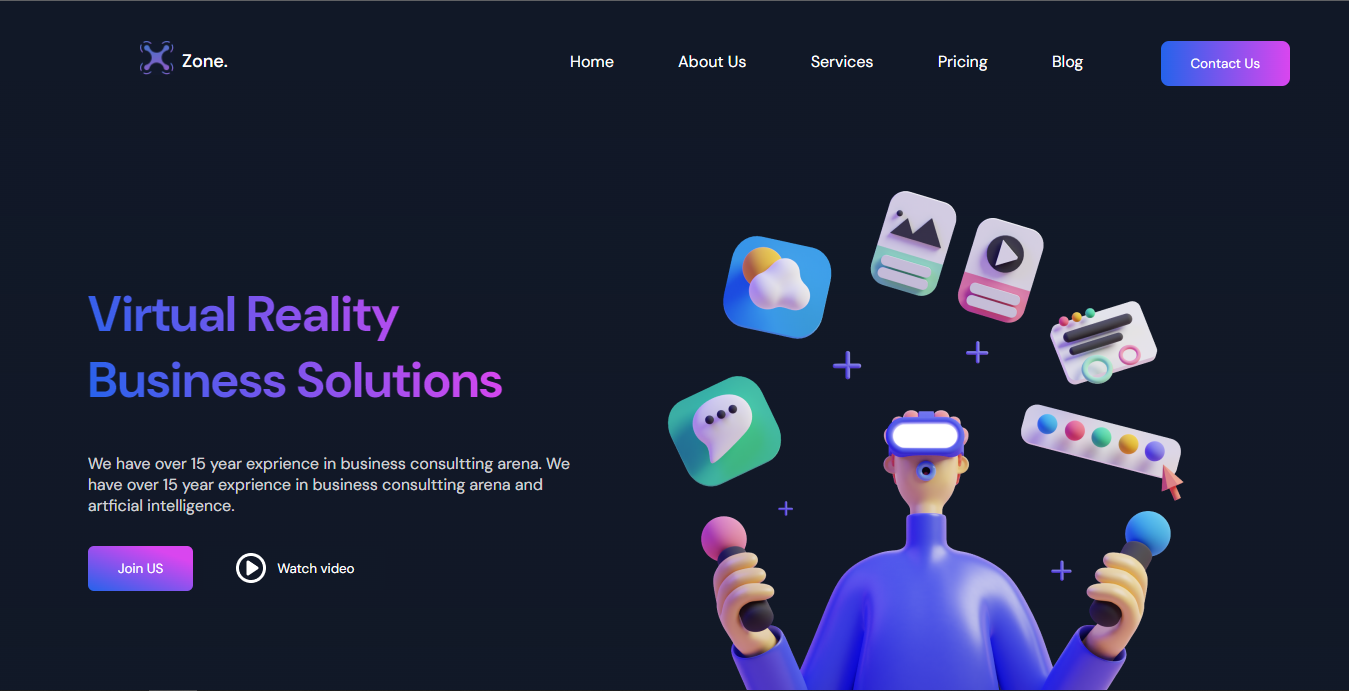 Zone.
Home
About Us
Services
Pricing
Blog
Contact Us
Virtual Reality
Business Solutions
We have over 15 year exprience in business consultting arena. We
have over 15 year exprience in business consultting arena and
artficial intelligence.
Join US
Watch video